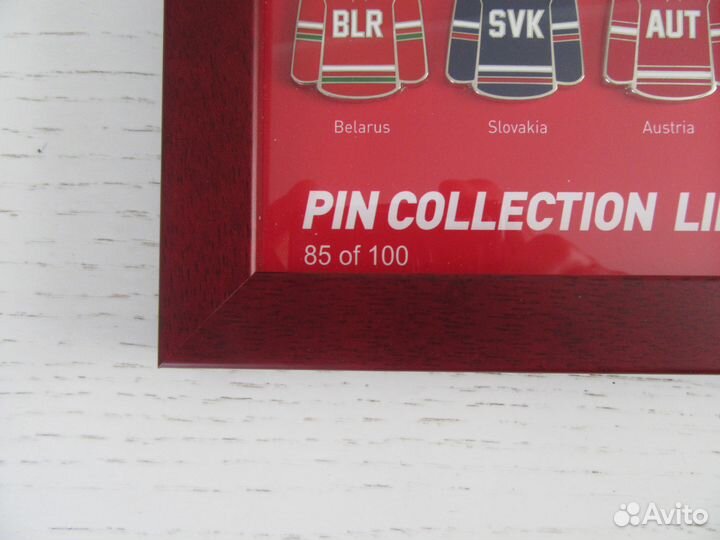 BLR SVK AUT
Belarus Slovakia Austria
PIN COLLECTION
85 of 100
Avito